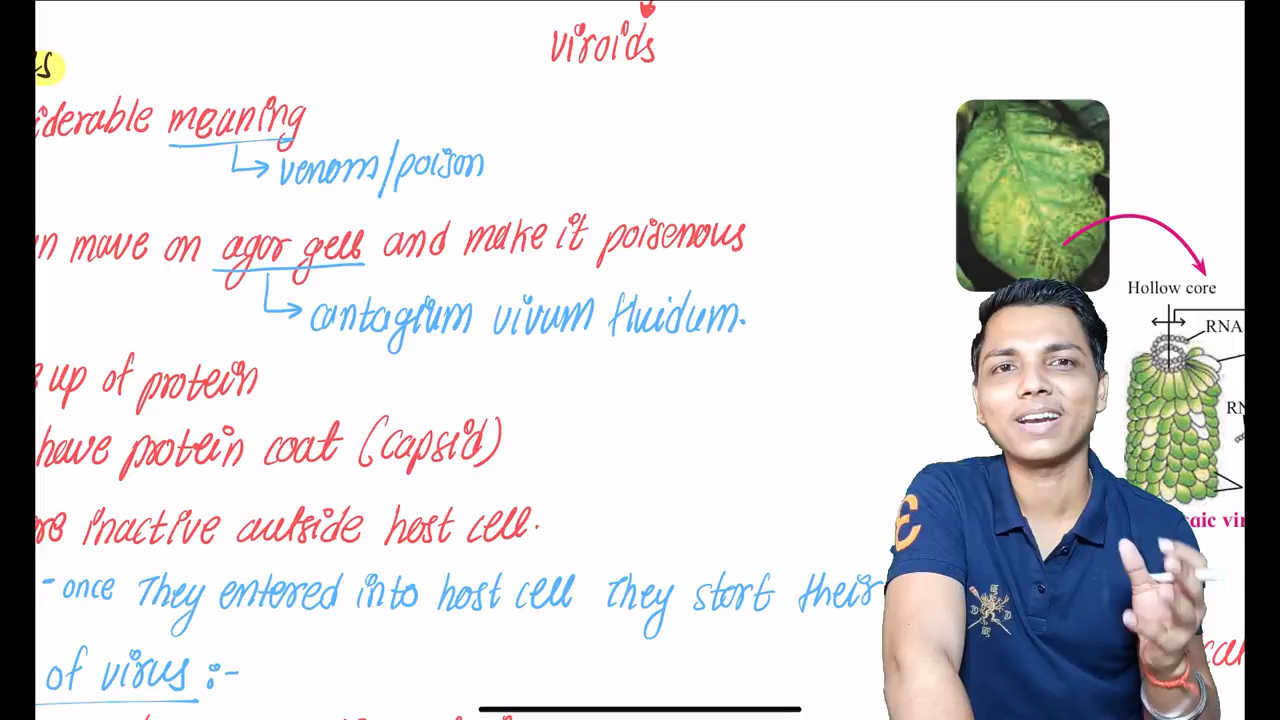 viroids
iderable meaning
venom/poison
move on agar gell and make it poisenous
contagium vivum fluidum.
Hollow core
RNA
up of protein
have protein coat (capsid)
inactive outside host cell.
- once They entered into host cell They start their
of virus :-